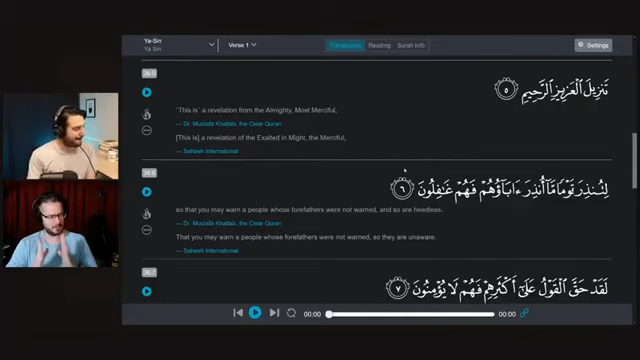 Ya-Sin
Ya Sin
Verse 1
Translations
Reading
Surah Info
Settings
36:5
تَنزِيلَ ٱلْعَزِيزِ ٱلرَّحِيمِ ٥
˹This is˺ a revelation from the Almighty, Most Merciful,
— Dr. Mustafa Khattab, the Clear Quran
[This is] a revelation of the Exalted in Might, the Merciful,
— Saheeh International
36:6
لِتُنذِرَ قَوْمًا مَّآ أُنذِرَ ءَابَآؤُهُمْ فَهُمْ غَـٰفِلُونَ ٦
so that you may warn a people whose forefathers were not warned, and so are heedless.
— Dr. Mustafa Khattab, the Clear Quran
That you may warn a people whose forefathers were not warned, so they are unaware.
— Saheeh International
36:7
لَقَدْ حَقَّ ٱلْقَوْلُ عَلَىٰٓ أَكْثَرِهِمْ فَهُمْ لَا يُؤْمِنُونَ ٧
00:00
00:00